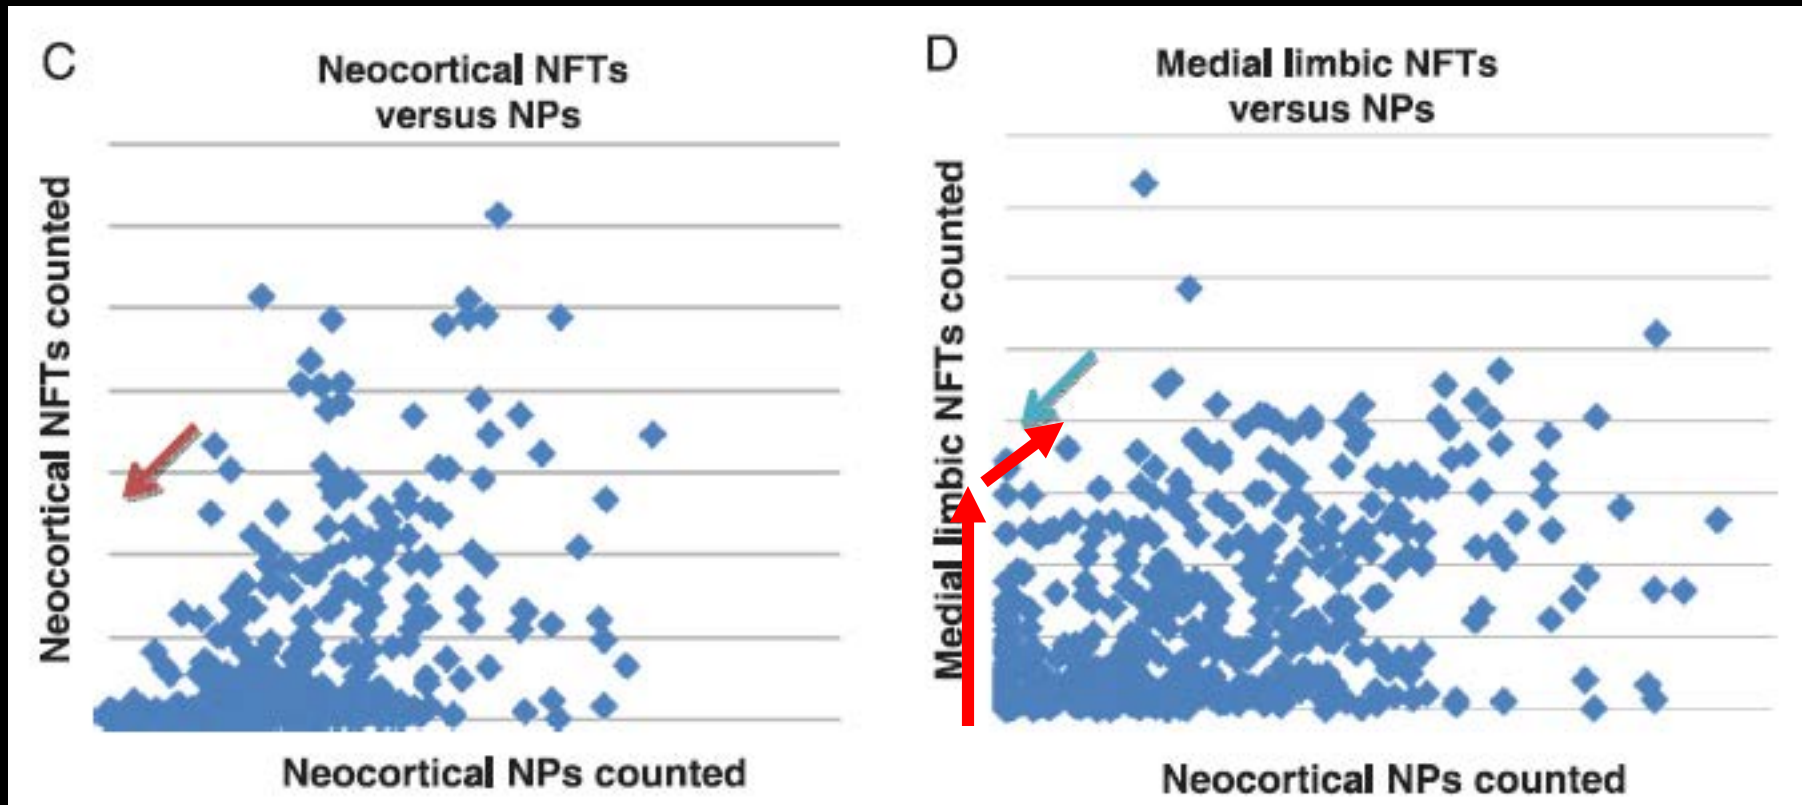 C
Neocortical NFTs
versus NPs
Neocortical NFTs counted
Neocortical NPs counted
D
Medial limbic NFTs
versus NPs
Medial limbic NFTs counted
Neocortical NPs counted